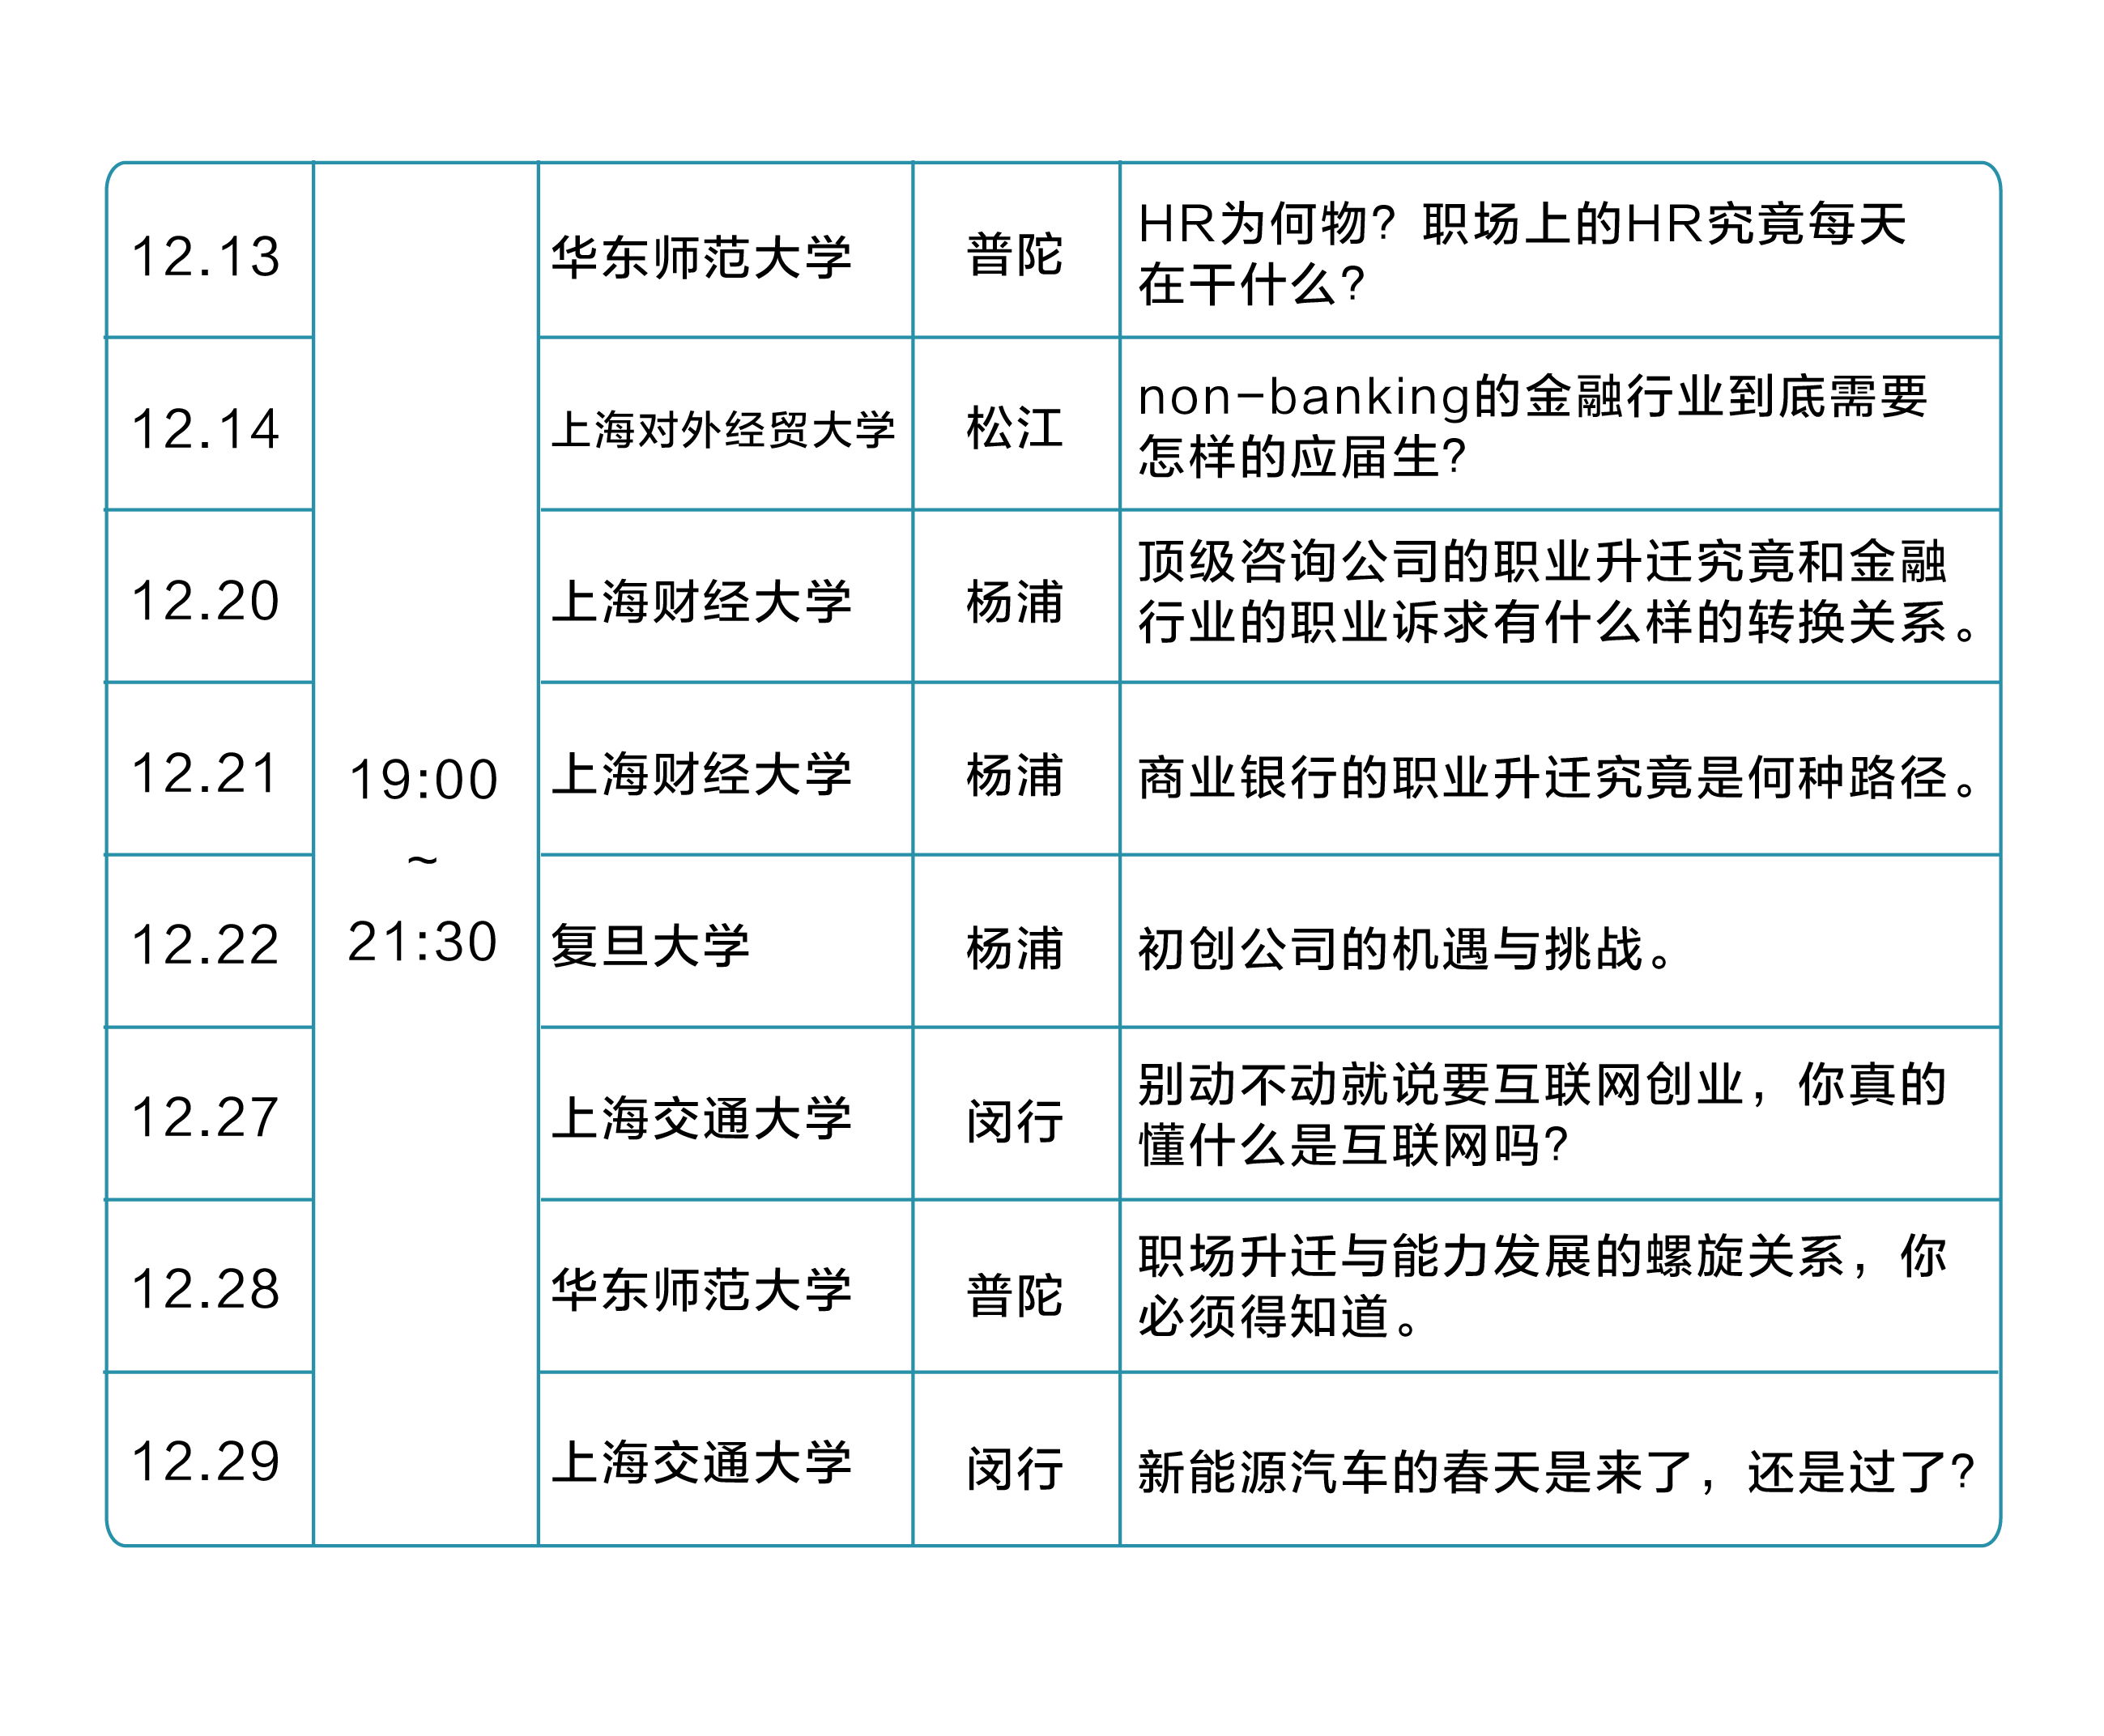 12.13
华东师范大学
普陀
HR为何物？职场上的HR究竟每天
在干什么？
12.14
上海对外经贸大学
松江
non-banking的金融行业到底需要
怎样的应届生？
12.20
上海财经大学
杨浦
顶级咨询公司的职业升迁究竟和金融
行业的职业诉求有什么样的转换关系。
12.21
19:00
~
21:30
上海财经大学
杨浦
商业银行的职业升迁究竟是何种路径。
12.22
复旦大学
杨浦
初创公司的机遇与挑战。
12.27
上海交通大学
闵行
别动不动就说要互联网创业，你真的
懂什么是互联网吗？
12.28
华东师范大学
普陀
职场升迁与能力发展的螺旋关系，你
必须得知道。
12.29
上海交通大学
闵行
新能源汽车的春天是来了，还是过了？